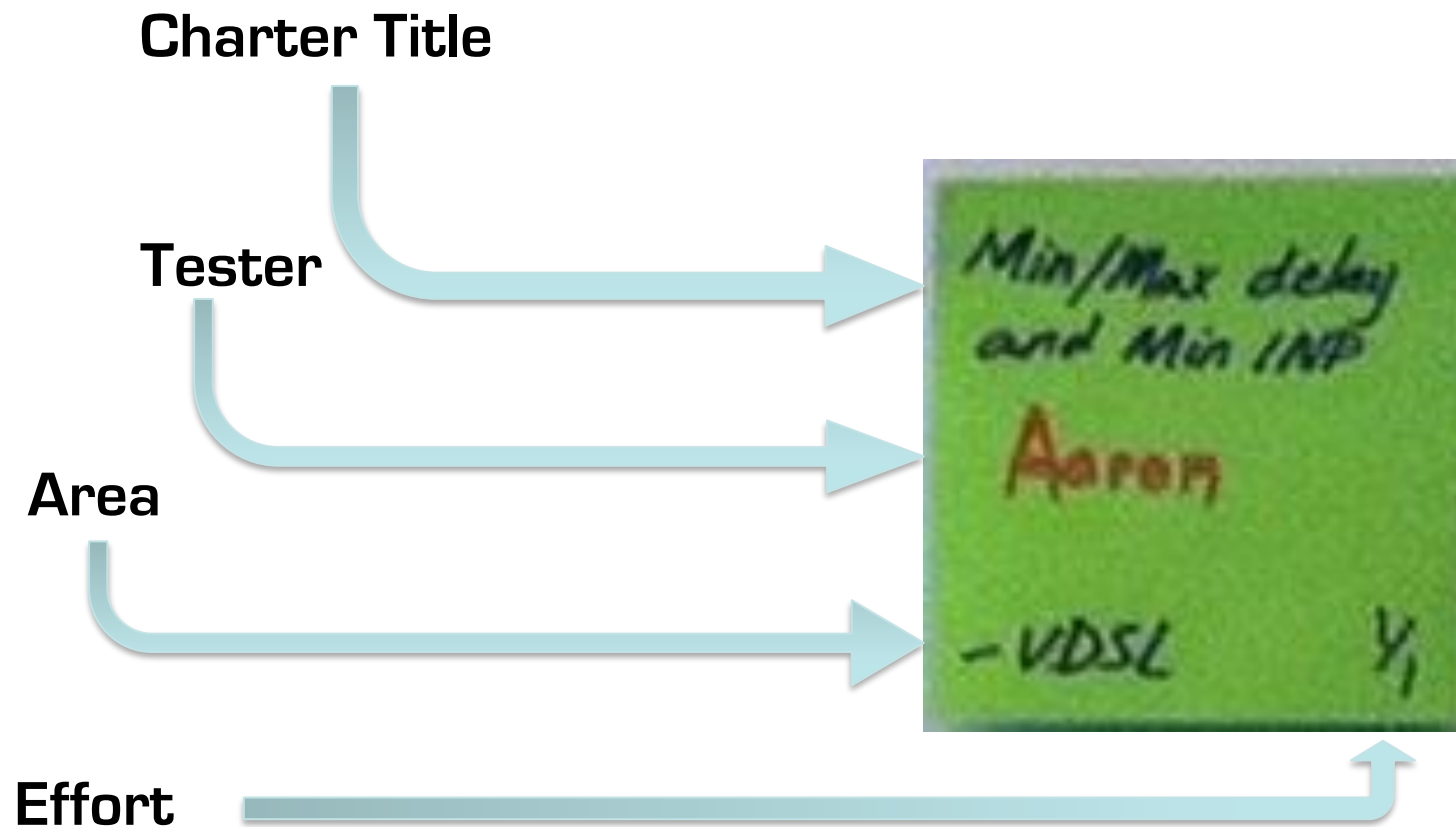 Charter Title
Tester
Area
Effort
Min/Max delay
and Min INP
Aaron
- VDSL